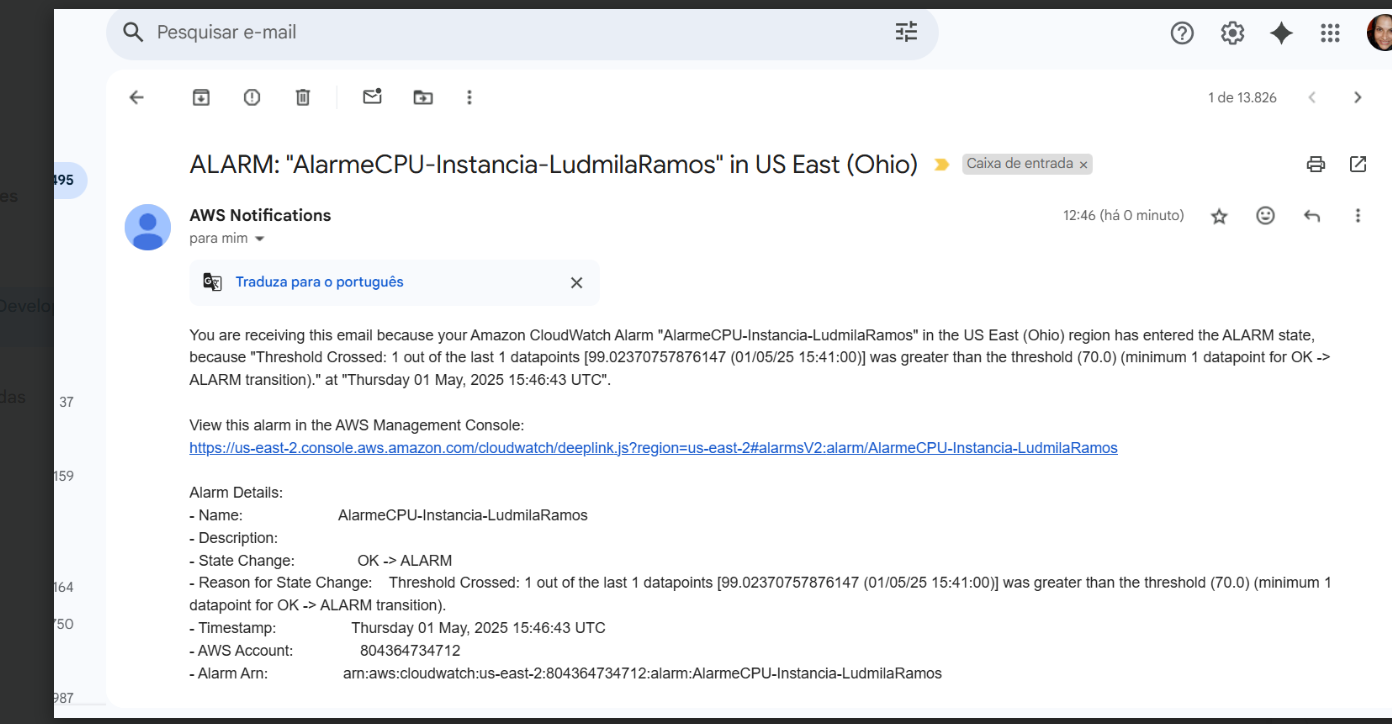 Pesquisar e-mail
1 de 13.826
ALARM: "AlarmeCPU-Instancia-LudmilaRamos" in US East (Ohio)
Caixa de entrada ×
495
es
AWS Notifications
12:46 (há 0 minuto)
para mim
Traduza para o português
Develo
You are receiving this email because your Amazon CloudWatch Alarm "AlarmeCPU-Instancia-LudmilaRamos" in the US East (Ohio) region has entered the ALARM state,
because "Threshold Crossed: 1 out of the last 1 datapoints [99.02370757876147 (01/05/25 15:41:00)] was greater than the threshold (70.0) (minimum 1 datapoint for OK ->
ALARM transition)." at "Thursday 01 May, 2025 15:46:43 UTC".
das
37
View this alarm in the AWS Management Console:
https://us-east-2.console.aws.amazon.com/cloudwatch/deeplink.js?region=us-east-2#alarmsV2:alarm/AlarmeCPU-Instancia-LudmilaRamos
159
Alarm Details:
- Name: AlarmeCPU-Instancia-LudmilaRamos
- Description:
- State Change: OK -> ALARM
- Reason for State Change: Threshold Crossed: 1 out of the last 1 datapoints [99.02370757876147 (01/05/25 15:41:00)] was greater than the threshold (70.0) (minimum 1
datapoint for OK -> ALARM transition).
164
750
- Timestamp: Thursday 01 May, 2025 15:46:43 UTC
- AWS Account: 804364734712
- Alarm Arn: arn:aws:cloudwatch:us-east-2:804364734712:alarm:AlarmeCPU-Instancia-LudmilaRamos
987